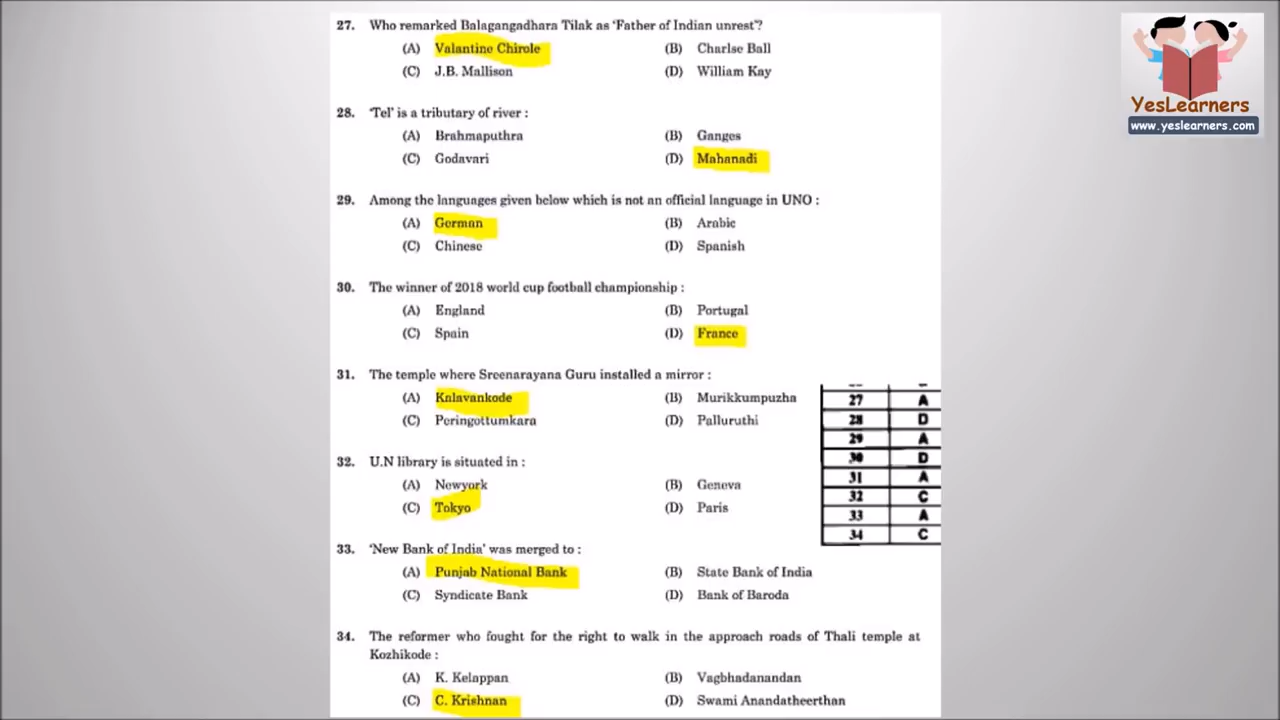 27. Who remarked Balagangadhara Tilak as ‘Father of Indian unrest’?
(A) Valantine Chirole (B) Charlse Ball
(C) J.B. Mallison (D) William Kay
28. ‘Tel’ is a tributary of river :
(A) Brahmaputhra (B) Ganges
(C) Godavari (D) Mahanadi
29. Among the languages given below which is not an official language in UNO :
(A) German (B) Arabic
(C) Chinese (D) Spanish
30. The winner of 2018 world cup football championship :
(A) England (B) Portugal
(C) Spain (D) France
31. The temple where Sreenarayana Guru installed a mirror :
(A) Kalavankode (B) Murikkumpuzha
(C) Peringottumkara (D) Palluruthi
32. U.N library is situated in :
(A) Newyork (B) Geneva
(C) Tokyo (D) Paris
33. ‘New Bank of India’ was merged to :
(A) Punjab National Bank (B) State Bank of India
(C) Syndicate Bank (D) Bank of Baroda
34. The reformer who fought for the right to walk in the approach roads of Thali temple at
Kozhikode :
(A) K. Kelappan (B) Vagbhadanandan
(C) C. Krishnan (D) Swami Anandatheerthan
27 A
28 D
29 A
30 D
31 A
32 C
33 A
34 C
YesLearners
www.yeslearners.com